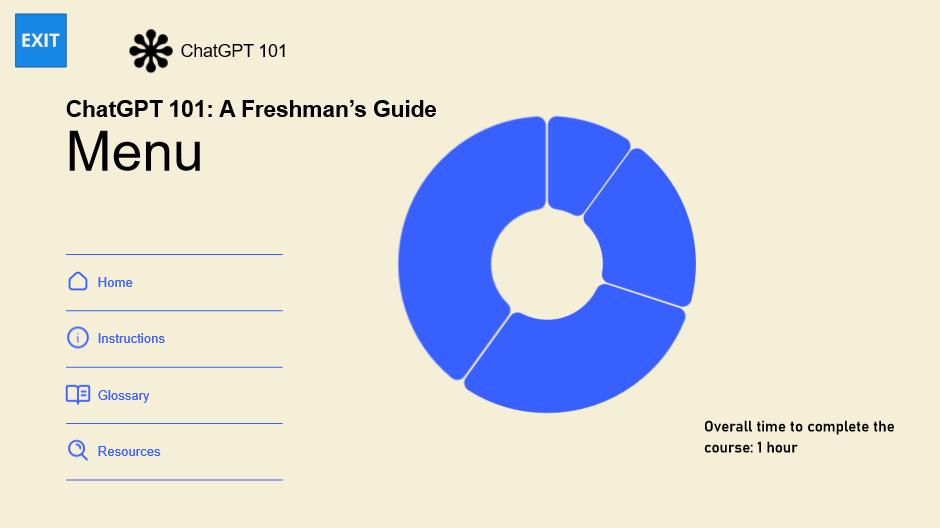 EXIT
ChatGPT 101
ChatGPT 101: A Freshman’s Guide
Menu
Home
Instructions
Glossary
Resources
Overall time to complete the
course: 1 hour